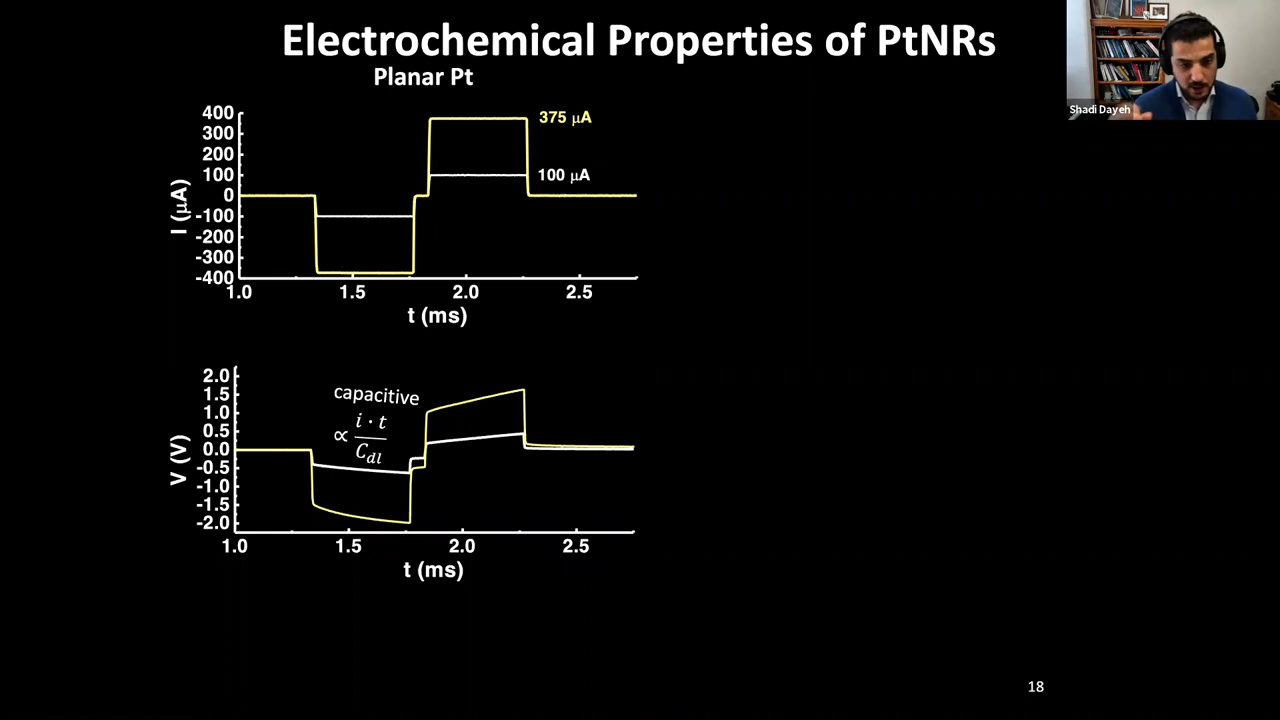 Electrochemical Properties of PtNRs
Shadi Dayeh
Planar Pt
400
300
200
100
0
-100
-200
-300
-400
I (μA)
375 μA
100 μA
1.0 1.5 2.0 2.5
t (ms)
2.0
1.5
1.0
0.5
0.0
-0.5
-1.0
-1.5
-2.0
V (V)
capacitive
∝ i · t / C_dl
1.0 1.5 2.0 2.5
t (ms)
18